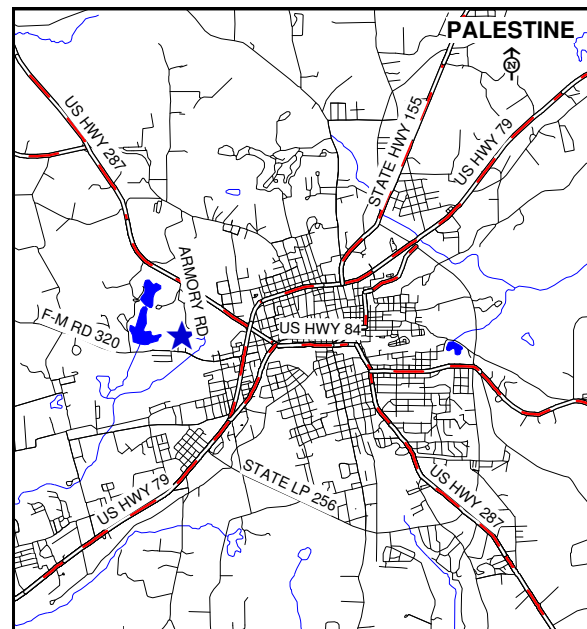 PALESTINE
N
US HWY 287
STATE HWY 155
US HWY 79
ARMORY RD
F-M RD 320
US HWY 84
STATE LP 256
US HWY 79
US HWY 287